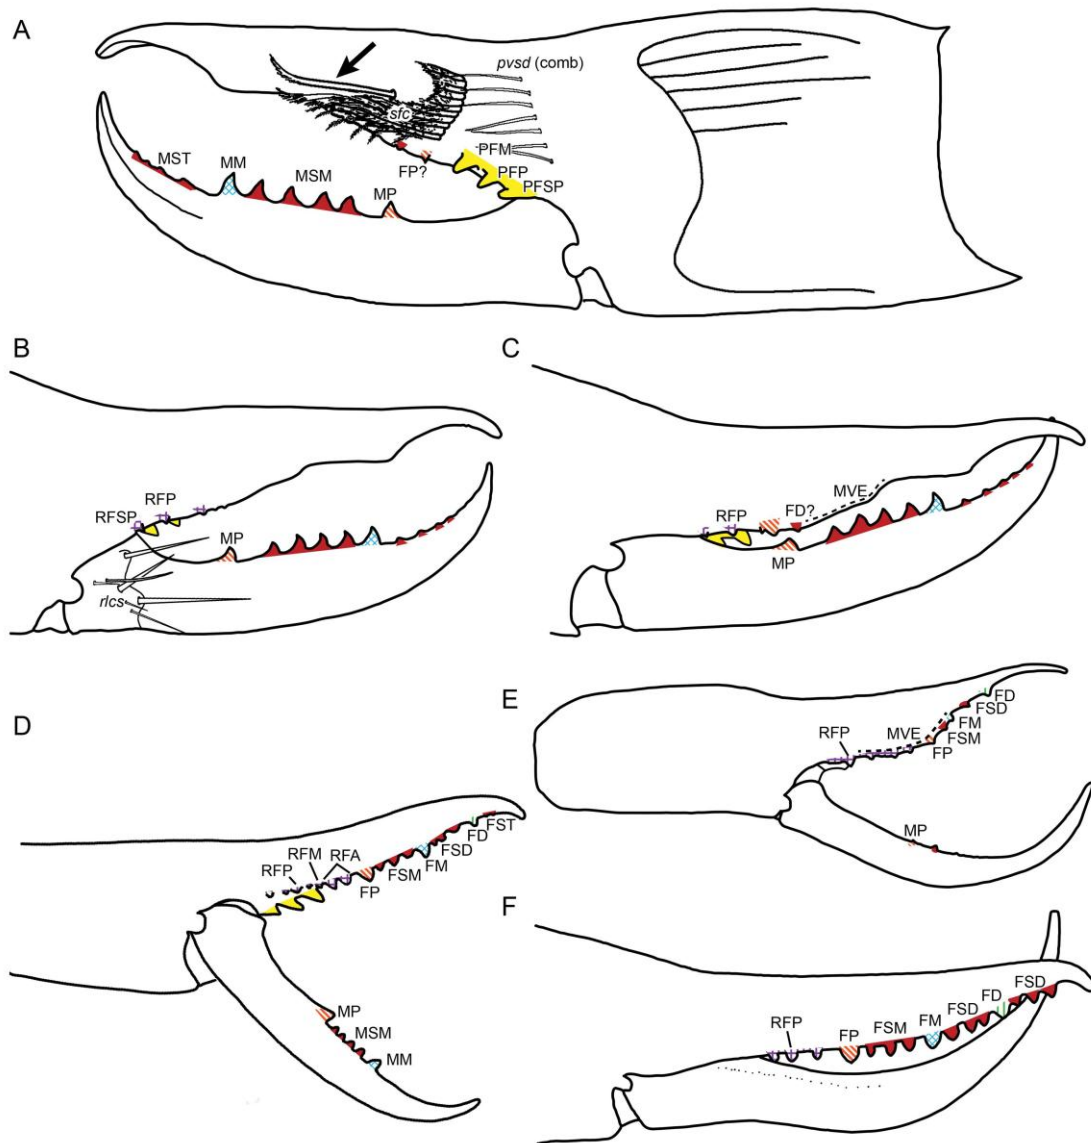 A
pvsd (comb)
sfc
PFM
MST
MM
MSM
FP?
PFP
MP
PFSP
B
C
RFP
RFSP
MP
rlcs
MVE
FD?
RFP
MP
D
E
FD
FSD
RFP
MVE
FM
FSM
FP
MP
FST
FD
FSD
RFA
RFM
FM
RFP
FSM
FP
MP
MSM
MM
F
FSD
FD
FSD
FM
FSM
FP
RFP